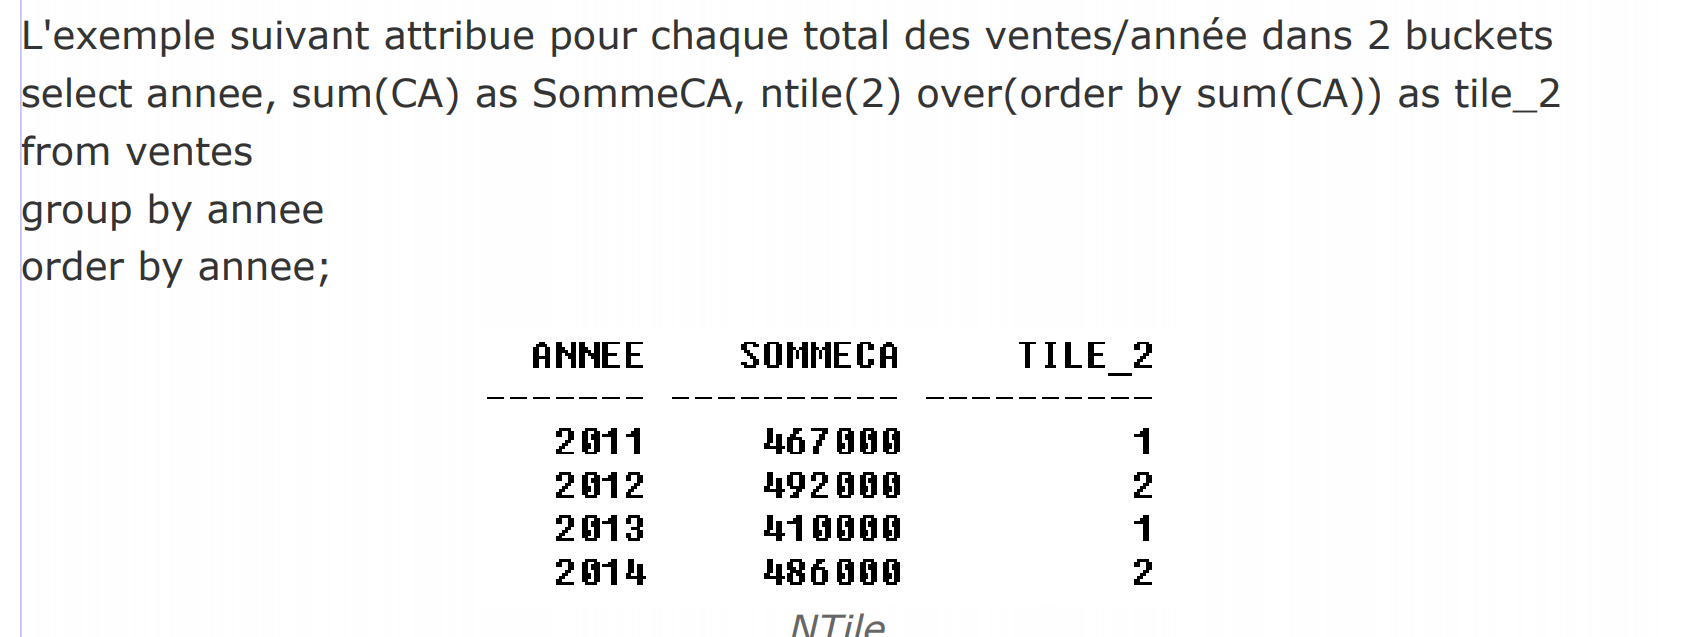 L'exemple suivant attribue pour chaque total des ventes/année dans 2 buckets
select annee, sum(CA) as SommeCA, ntile(2) over(order by sum(CA)) as tile_2
from ventes
group by annee
order by annee;
ANNEE SOMMECA TILE_2
------- ---------- ----------
2011 467000 1
2012 492000 2
2013 410000 1
2014 486000 2
NTile